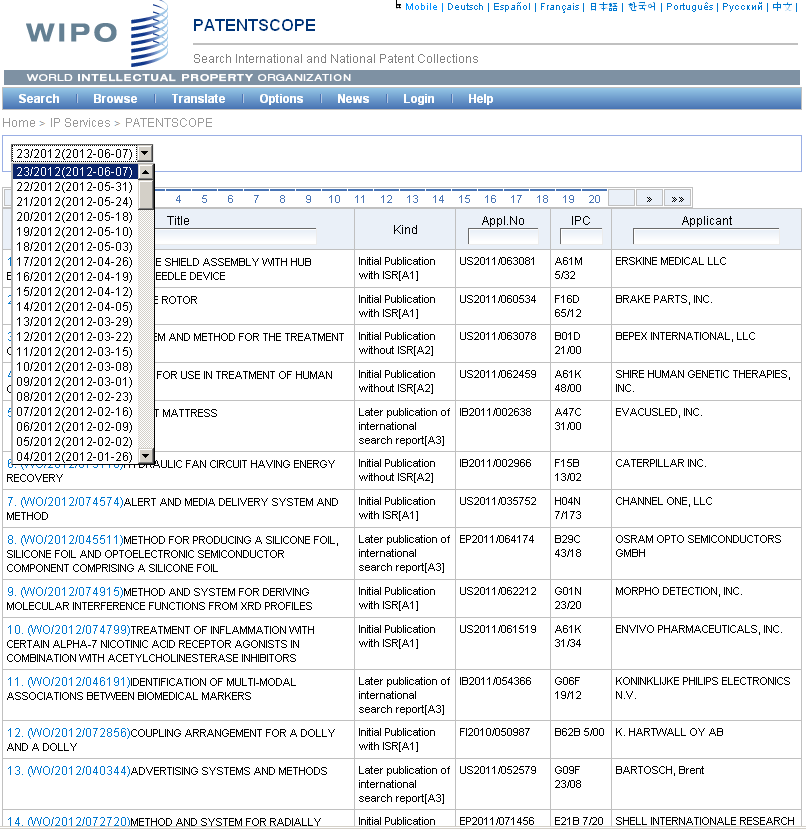 Mobile | Deutsch | Español | Français | 日本語 | 한국어 | Português | Русский | 中文 |
WIPO
PATENTSCOPE
Search International and National Patent Collections
WORLD INTELLECTUAL PROPERTY ORGANIZATION
Search Browse Translate Options News Login Help
Home > IP Services > PATENTSCOPE
23/2012(2012-06-07)
23/2012(2012-06-07)
22/2012(2012-05-31)
21/2012(2012-05-24)
20/2012(2012-05-18)
19/2012(2012-05-10)
18/2012(2012-05-03)
17/2012(2012-04-26)
16/2012(2012-04-19)
15/2012(2012-04-12)
14/2012(2012-04-05)
13/2012(2012-03-29)
12/2012(2012-03-22)
11/2012(2012-03-15)
10/2012(2012-03-08)
09/2012(2012-03-01)
08/2012(2012-02-23)
07/2012(2012-02-16)
06/2012(2012-02-09)
05/2012(2012-02-02)
04/2012(2012-01-26)
4 5 6 7 8 9 10 11 12 13 14 15 16 17 18 19 20 » »»
Title Kind Appl.No IPC Applicant
SHIELD ASSEMBLY WITH HUB Initial Publication US2011/063081 A61M ERSKINE MEDICAL LLC
EEDLE DEVICE with ISR[A1] 5/32
ROTOR Initial Publication US2011/060534 F16D BRAKE PARTS, INC.
with ISR[A1] 65/12
EM AND METHOD FOR THE TREATMENT Initial Publication US2011/063078 B01D BEPEX INTERNATIONAL, LLC
without ISR[A2] 21/00
FOR USE IN TREATMENT OF HUMAN Initial Publication US2011/062459 A61K SHIRE HUMAN GENETIC THERAPIES,
without ISR[A2] 48/00 INC.
T MATTRESS Later publication of IB2011/002638 A47C EVACUSLED, INC.
international 31/00
search report[A3]
HYDRAULIC FAN CIRCUIT HAVING ENERGY Initial Publication IB2011/002966 F15B CATERPILLAR INC.
RECOVERY without ISR[A2] 13/02
7. (WO/2012/074574)ALERT AND MEDIA DELIVERY SYSTEM AND Initial Publication US2011/035752 H04N CHANNEL ONE, LLC
METHOD with ISR[A1] 7/173
8. (WO/2012/045511)METHOD FOR PRODUCING A SILICONE FOIL, Later publication of EP2011/064174 B29C OSRAM OPTO SEMICONDUCTORS
SILICONE FOIL AND OPTOELECTRONIC SEMICONDUCTOR international 43/18 GMBH
COMPONENT COMPRISING A SILICONE FOIL search report[A3]
9. (WO/2012/074915)METHOD AND SYSTEM FOR DERIVING Initial Publication US2011/062212 G01N MORPHO DETECTION, INC.
MOLECULAR INTERFERENCE FUNCTIONS FROM XRD PROFILES with ISR[A1] 23/20
10. (WO/2012/074799)TREATMENT OF INFLAMMATION WITH Initial Publication US2011/061519 A61K ENVIVO PHARMACEUTICALS, INC.
CERTAIN ALPHA-7 NICOTINIC ACID RECEPTOR AGONISTS IN with ISR[A1] 31/34
COMBINATION WITH ACETYLCHOLINESTERASE INHIBITORS
11. (WO/2012/046191)IDENTIFICATION OF MULTI-MODAL Later publication of IB2011/054366 G06F KONINKLIJKE PHILIPS ELECTRONICS
ASSOCIATIONS BETWEEN BIOMEDICAL MARKERS international 19/12 N.V.
search report[A3]
12. (WO/2012/072856)COUPLING ARRANGEMENT FOR A DOLLY Initial Publication FI2010/050987 B62B 5/00 K. HARTWALL OY AB
AND A DOLLY with ISR[A1]
13. (WO/2012/040344)ADVERTISING SYSTEMS AND METHODS Later publication of US2011/052579 G09F BARTOSCH, Brent
international 23/08
search report[A3]
14. (WO/2012/072720)METHOD AND SYSTEM FOR RADIALLY Initial Publication EP2011/071456 E21B 7/20 SHELL INTERNATIONALE RESEARCH